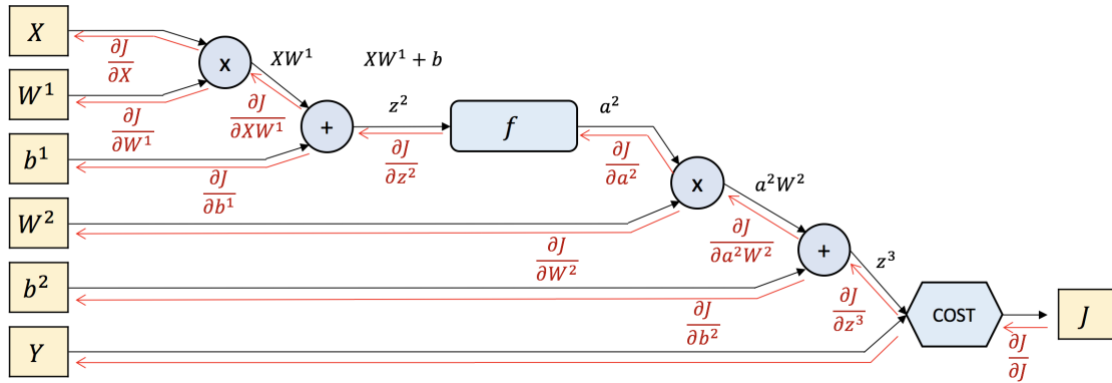 X
∂J/∂X
x
XW¹
XW¹ + b
W¹
∂J/∂W¹
∂J/∂XW¹
+
z²
f
a²
b¹
∂J/∂b¹
∂J/∂z²
∂J/∂a²
x
a²W²
W²
∂J/∂W²
∂J/∂a²W²
+
z³
b²
∂J/∂b²
∂J/∂z³
COST
J
Y
∂J/∂J